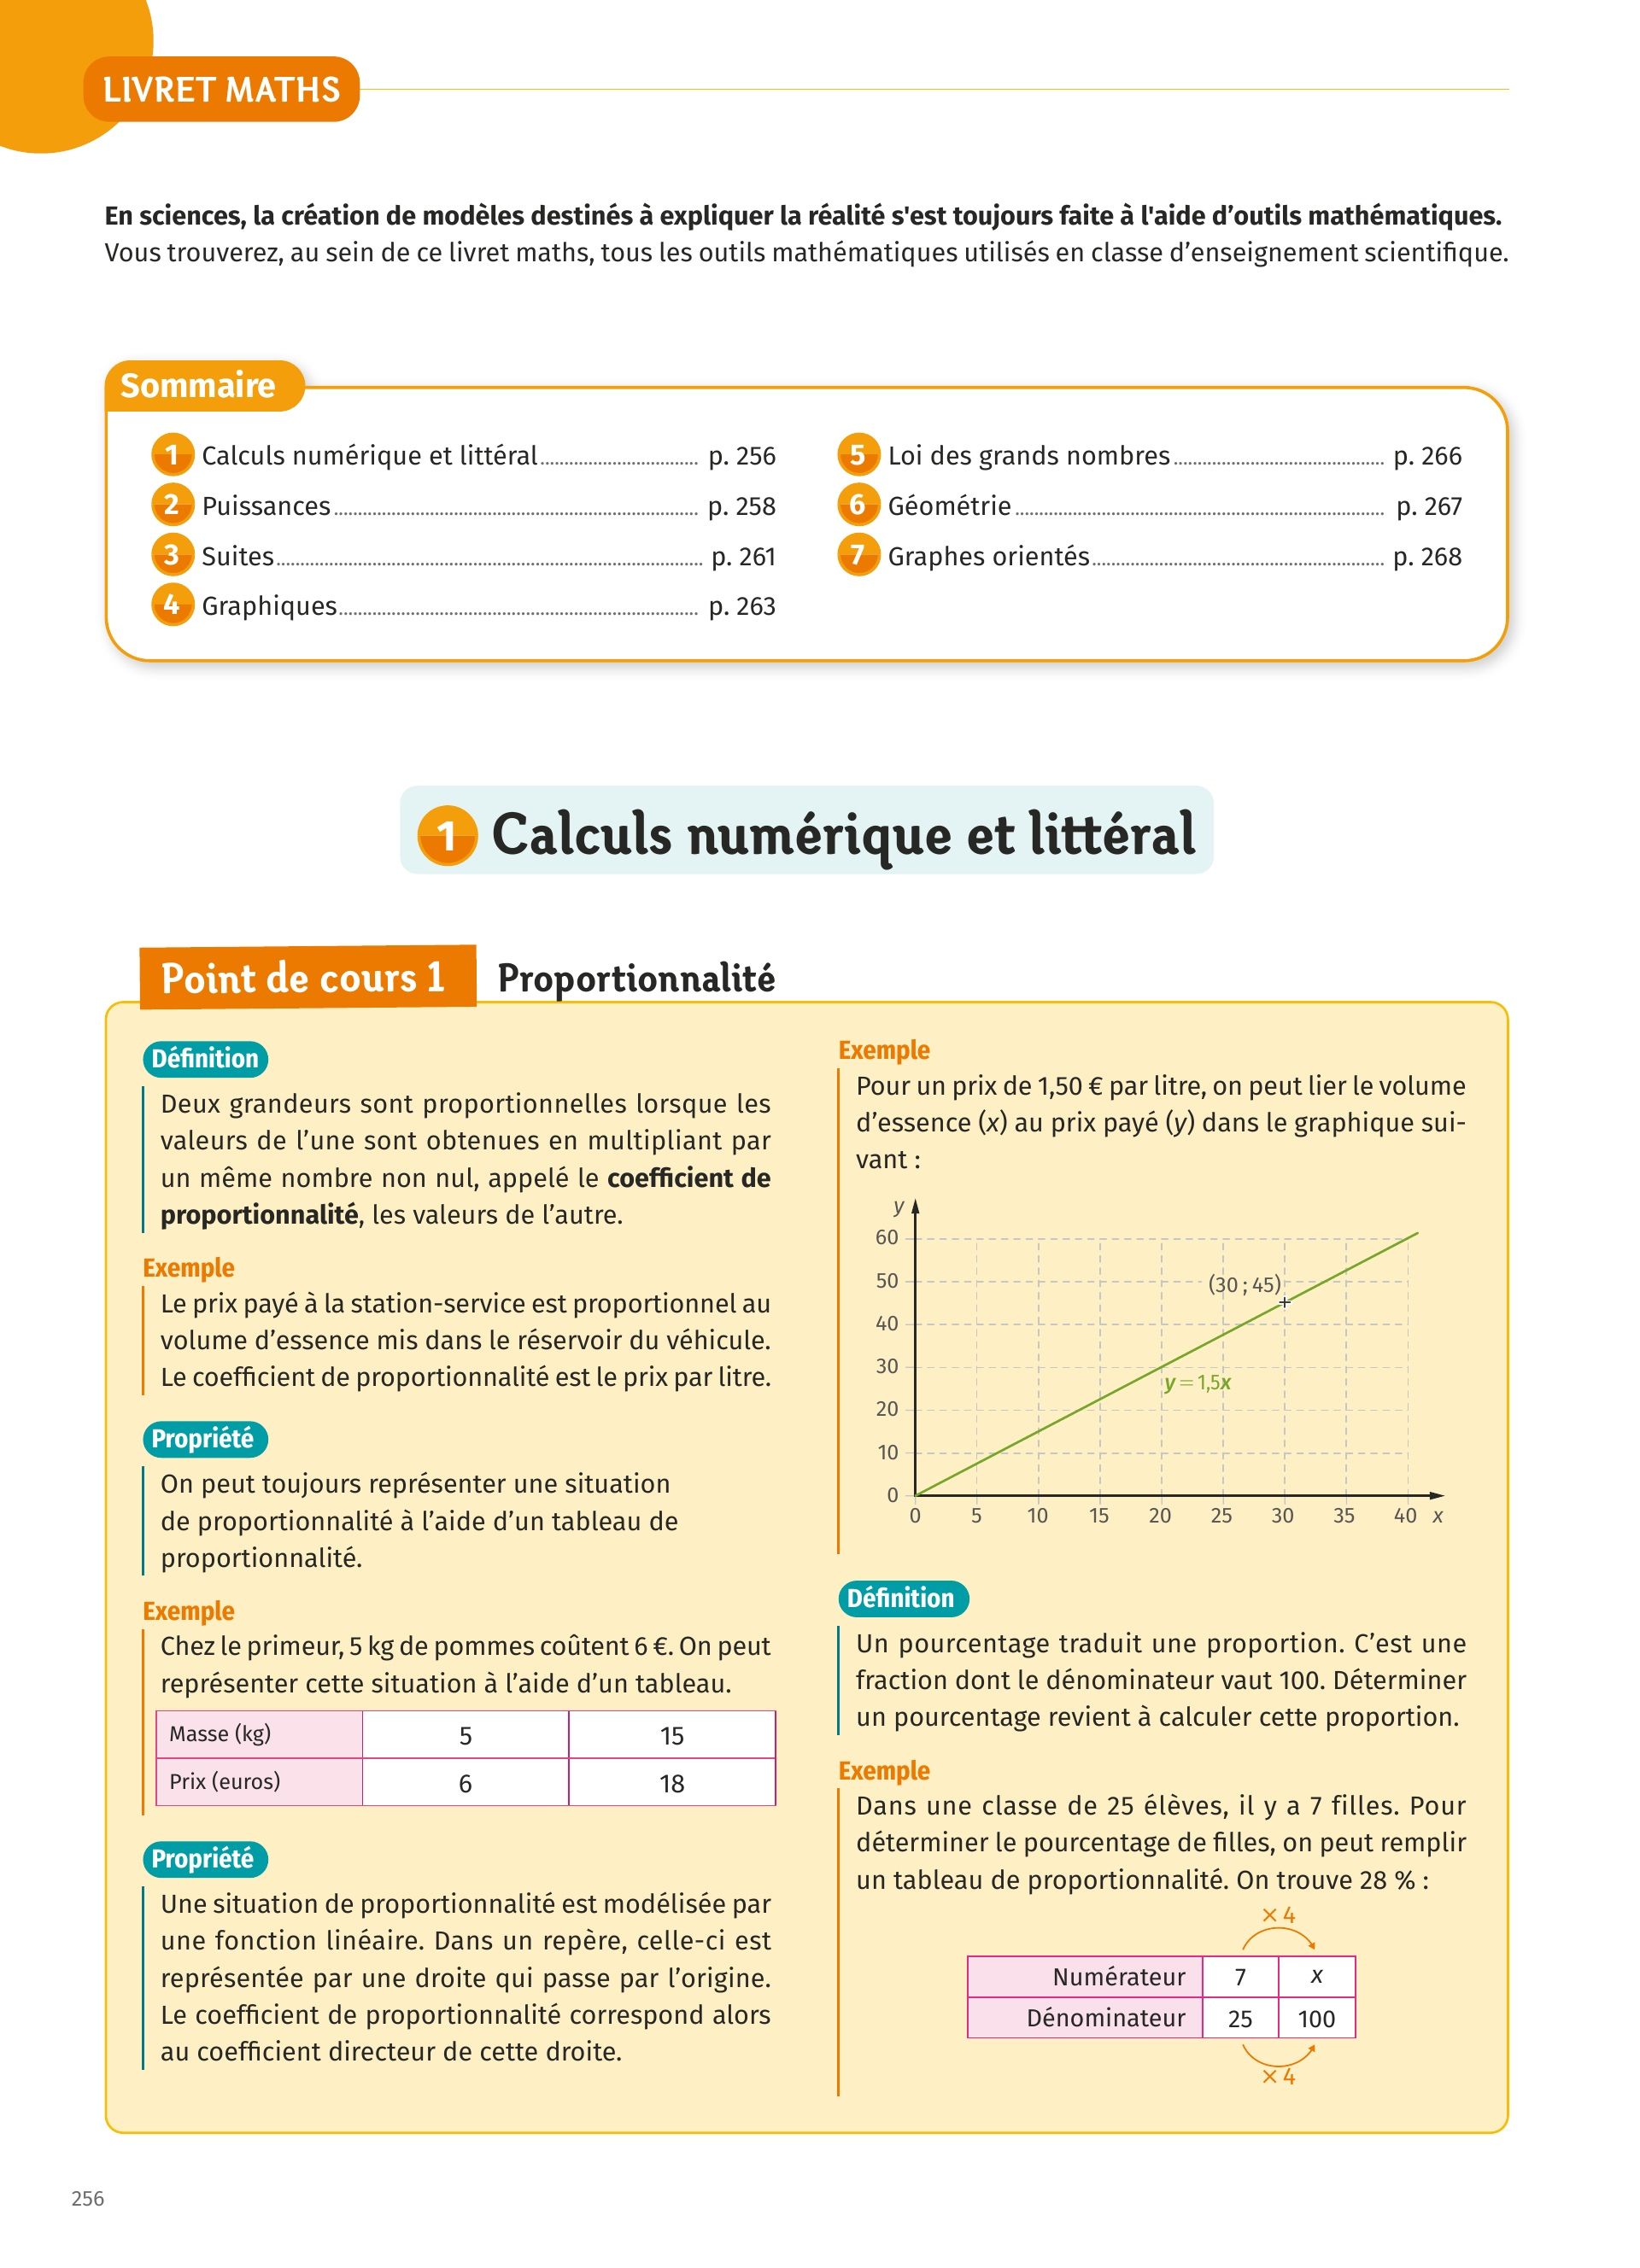 LIVRET MATHS
En sciences, la création de modèles destinés à expliquer la réalité s'est toujours faite à l'aide d’outils mathématiques.
Vous trouverez, au sein de ce livret maths, tous les outils mathématiques utilisés en classe d’enseignement scientifique.
Sommaire
1 Calculs numérique et littéral p. 256
2 Puissances p. 258
3 Suites p. 261
4 Graphiques p. 263
5 Loi des grands nombres p. 266
6 Géométrie p. 267
7 Graphes orientés p. 268
1 Calculs numérique et littéral
Point de cours 1 Proportionnalité
Définition
Deux grandeurs sont proportionnelles lorsque les
valeurs de l’une sont obtenues en multipliant par
un même nombre non nul, appelé le coefficient de
proportionnalité, les valeurs de l’autre.
Exemple
Le prix payé à la station-service est proportionnel au
volume d’essence mis dans le réservoir du véhicule.
Le coefficient de proportionnalité est le prix par litre.
Propriété
On peut toujours représenter une situation
de proportionnalité à l’aide d’un tableau de
proportionnalité.
Exemple
Chez le primeur, 5 kg de pommes coûtent 6 €. On peut
représenter cette situation à l’aide d’un tableau.
Masse (kg) 5 15
Prix (euros) 6 18
Propriété
Une situation de proportionnalité est modélisée par
une fonction linéaire. Dans un repère, celle-ci est
représentée par une droite qui passe par l’origine.
Le coefficient de proportionnalité correspond alors
au coefficient directeur de cette droite.
Exemple
Pour un prix de 1,50 € par litre, on peut lier le volume
d’essence (x) au prix payé (y) dans le graphique sui-
vant :
y
60
50
(30 ; 45)
40
30
y = 1,5x
20
10
0
0 5 10 15 20 25 30 35 40 x
Définition
Un pourcentage traduit une proportion. C’est une
fraction dont le dénominateur vaut 100. Déterminer
un pourcentage revient à calculer cette proportion.
Exemple
Dans une classe de 25 élèves, il y a 7 filles. Pour
déterminer le pourcentage de filles, on peut remplir
un tableau de proportionnalité. On trouve 28 % :
× 4
Numérateur 7 x
Dénominateur 25 100
× 4
256